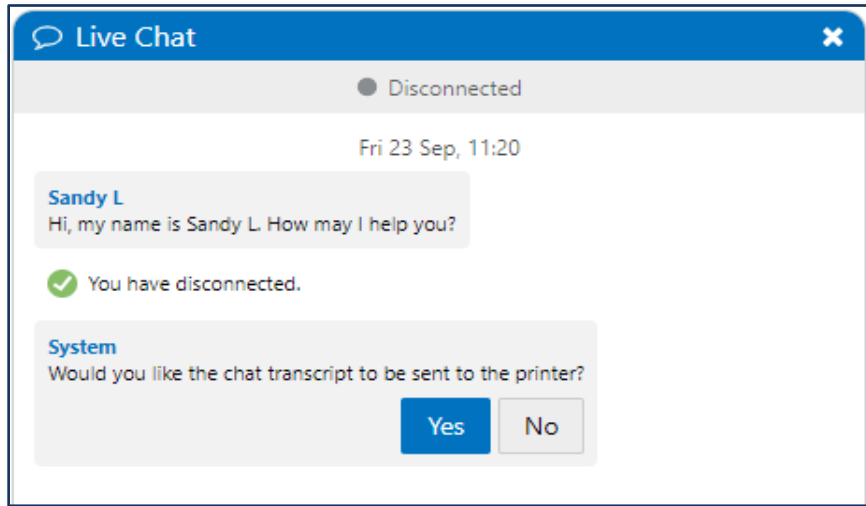 Live Chat
Disconnected
Fri 23 Sep, 11:20
Sandy L
Hi, my name is Sandy L. How may I help you?
You have disconnected.
System
Would you like the chat transcript to be sent to the printer?
Yes No